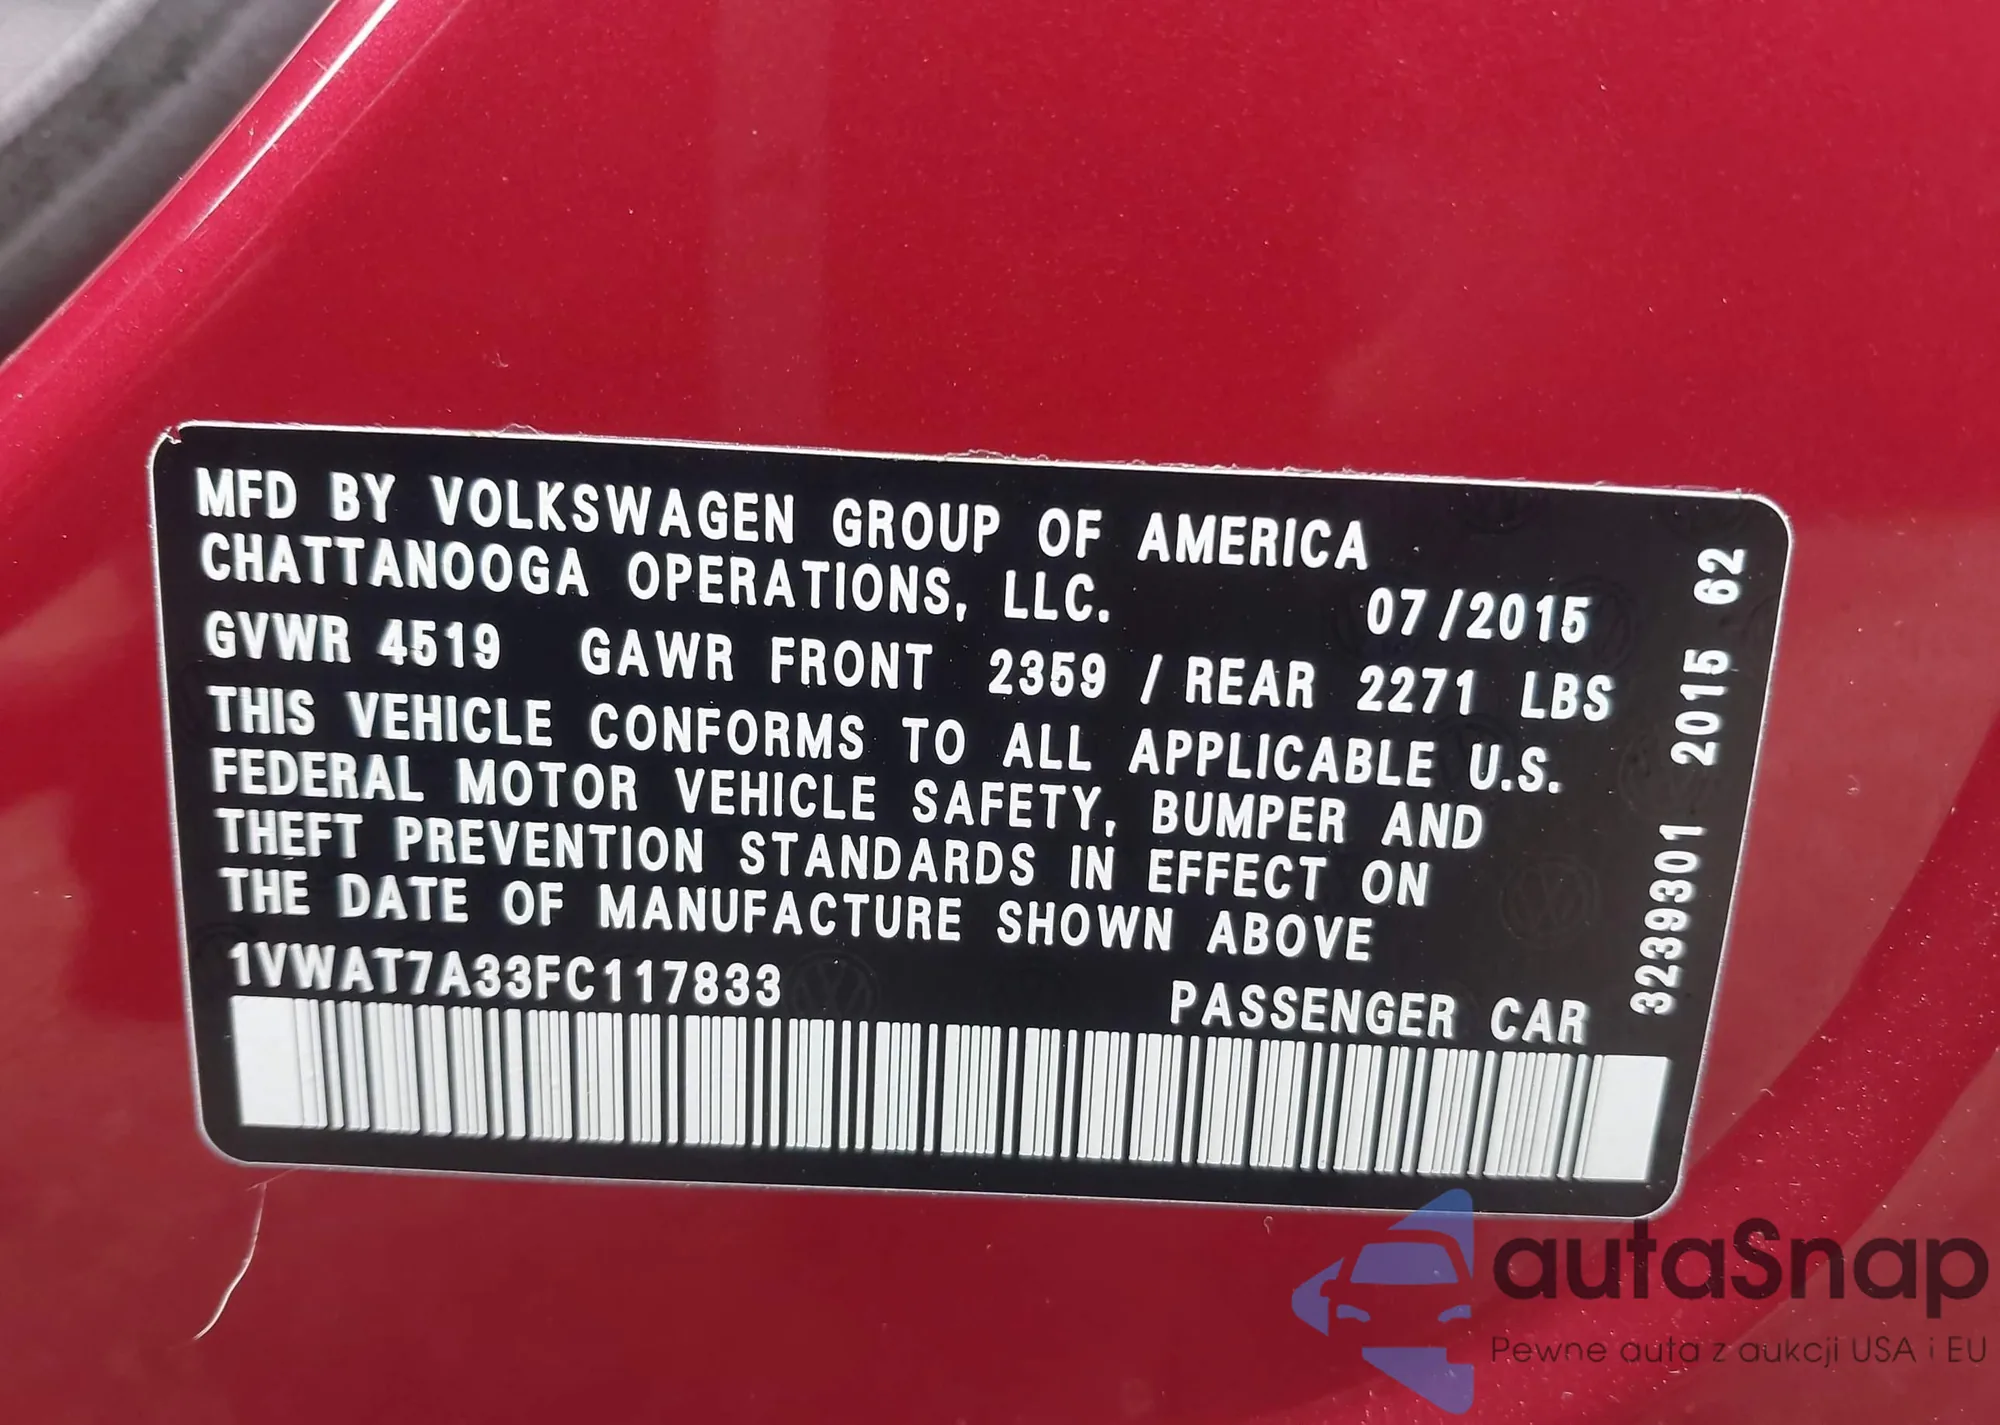 MFD BY VOLKSWAGEN GROUP OF AMERICA
CHATTANOOGA OPERATIONS, LLC.
07/2015
GVWR 4519 GAWR FRONT 2359 / REAR 2271 LBS
THIS VEHICLE CONFORMS TO ALL APPLICABLE U.S.
FEDERAL MOTOR VEHICLE SAFETY, BUMPER AND
THEFT PREVENTION STANDARDS IN EFFECT ON
THE DATE OF MANUFACTURE SHOWN ABOVE
1VWAT7A33FC117833
PASSENGER CAR
3239301 2015 62
autaSnap
Pewne auta z aukcji USA i EU